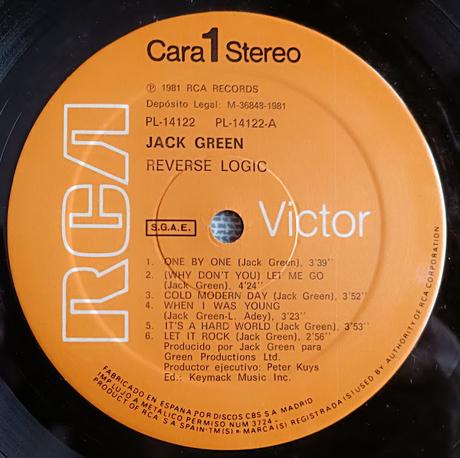 Cara 1 Stereo
Ⓟ 1981 RCA RECORDS
Depósito Legal: M-36848-1981
PL-14122 PL-14122-A
JACK GREEN
REVERSE LOGIC
RCA
S.G.A.E.
Victor
1. ONE BY ONE (Jack Green), 3'39''
2. (WHY DON'T YOU) LET ME GO
(Jack Green), 4'24''
3. COLD MODERN DAY (Jack Green), 3'52''
4. WHEN I WAS YOUNG
(Jack Green-L. Adey), 3'23''
5. IT'S A HARD WORLD (Jack Green), 3'53''
6. LET IT ROCK (Jack Green), 2'56''
Producido por Jack Green para
Green Productions Ltd.
Productor ejecutivo: Peter Kuys
Ed.: Keymack Music Inc.
FABRICADO EN ESPAÑA POR DISCOS CBS S A MADRID
IMP LUJO A METALICO PERMISO NUM 3724 -
PRODUCT OF RCA S A SPAIN-TM(S)® MARCA(S) REGISTRADA(S) USED BY AUTHORITY OF RCA CORPORATION